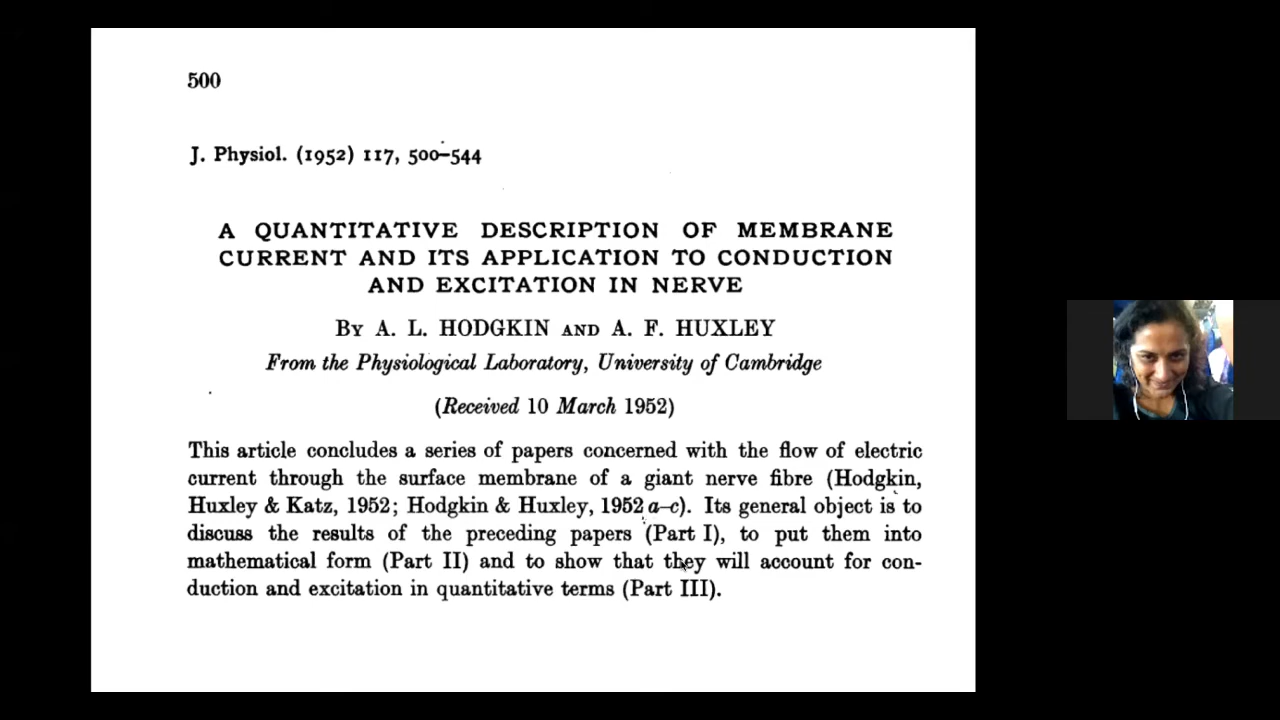 500
J. Physiol. (1952) 117, 500–544
A QUANTITATIVE DESCRIPTION OF MEMBRANE
CURRENT AND ITS APPLICATION TO CONDUCTION
AND EXCITATION IN NERVE
By A. L. HODGKIN AND A. F. HUXLEY
From the Physiological Laboratory, University of Cambridge
(Received 10 March 1952)
This article concludes a series of papers concerned with the flow of electric
current through the surface membrane of a giant nerve fibre (Hodgkin,
Huxley & Katz, 1952; Hodgkin & Huxley, 1952 a–c). Its general object is to
discuss the results of the preceding papers (Part I), to put them into
mathematical form (Part II) and to show that they will account for con-
duction and excitation in quantitative terms (Part III).